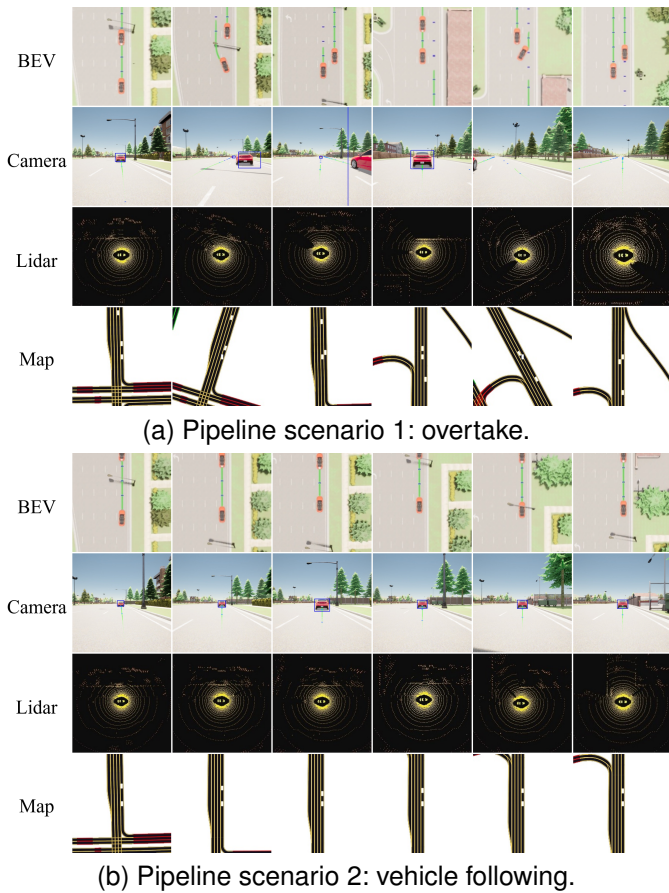 BEV
Camera
Lidar
Map
(a) Pipeline scenario 1: overtake.
BEV
Camera
Lidar
Map
(b) Pipeline scenario 2: vehicle following.